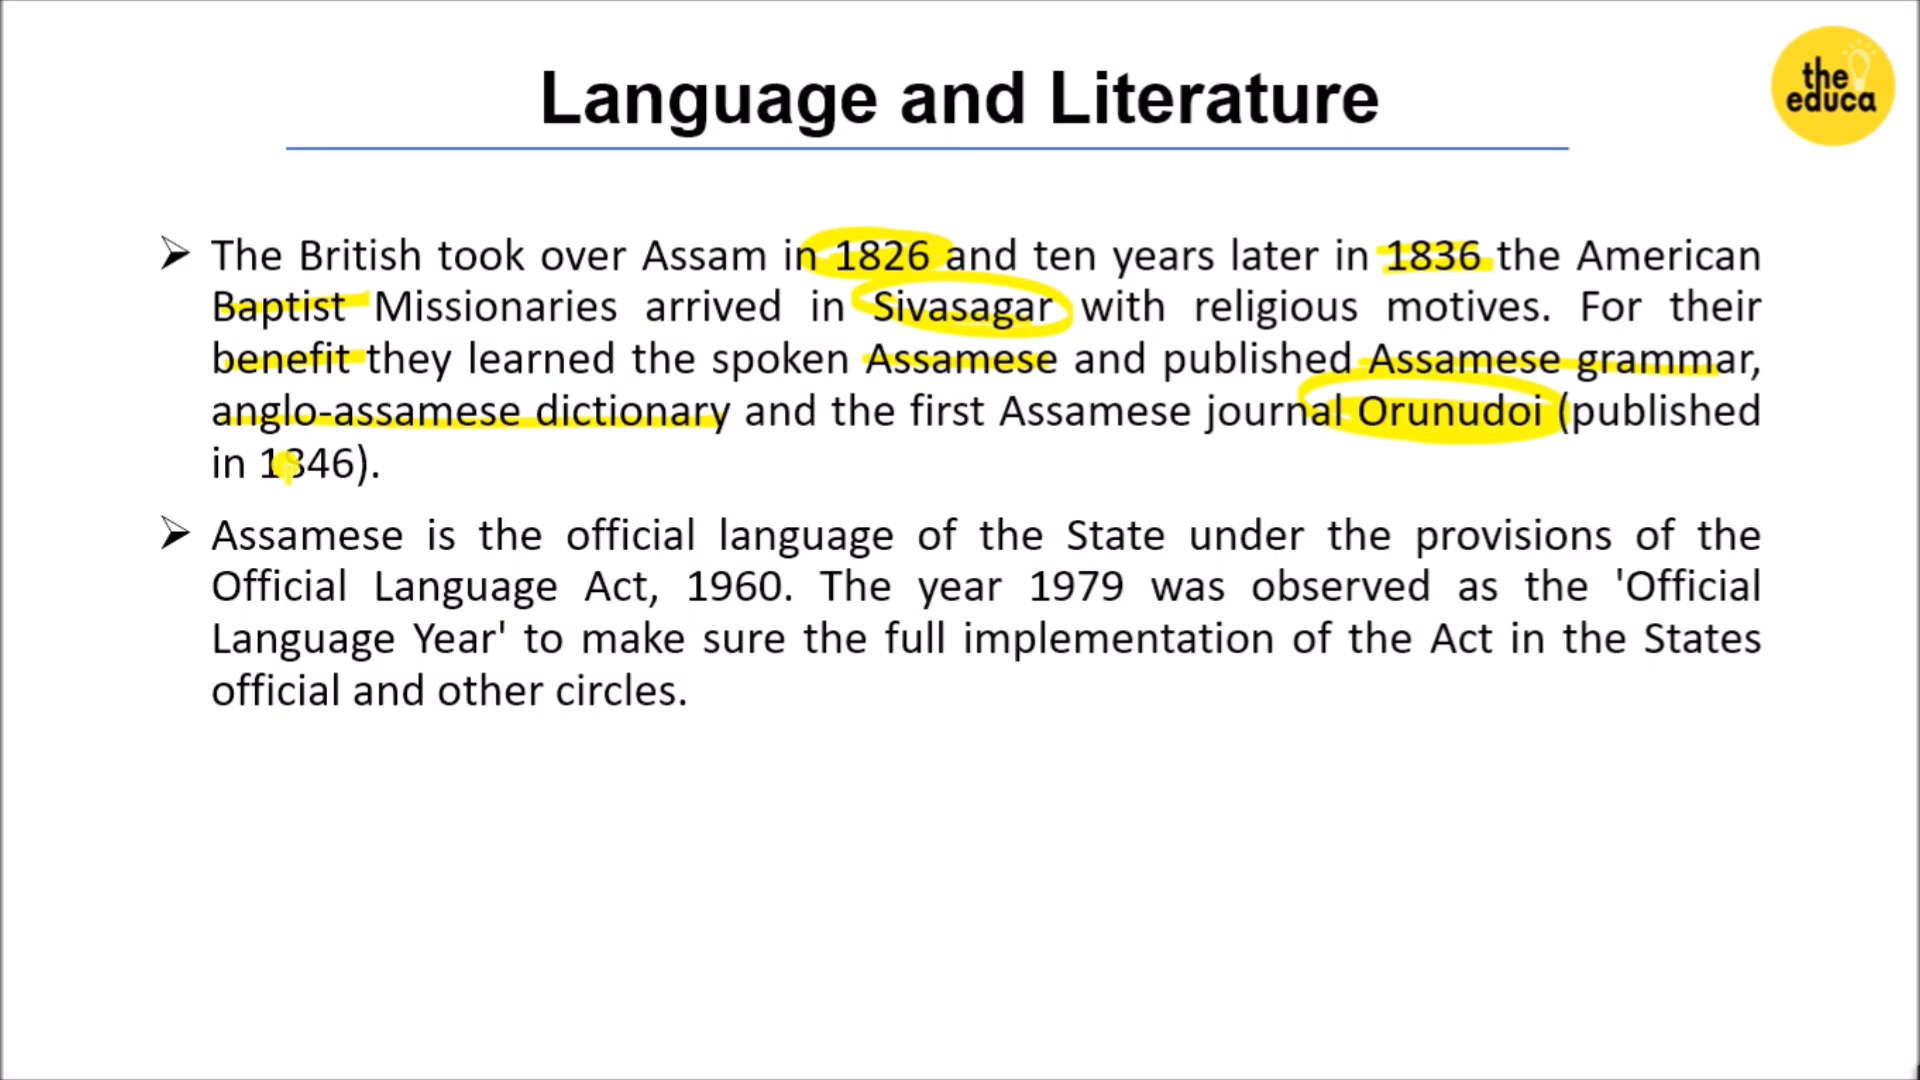 Language and Literature
the
educa
The British took over Assam in 1826 and ten years later in 1836 the American
Baptist Missionaries arrived in Sivasagar with religious motives. For their
benefit they learned the spoken Assamese and published Assamese grammar,
anglo-assamese dictionary and the first Assamese journal Orunudoi (published
in 1846).
Assamese is the official language of the State under the provisions of the
Official Language Act, 1960. The year 1979 was observed as the 'Official
Language Year' to make sure the full implementation of the Act in the States
official and other circles.